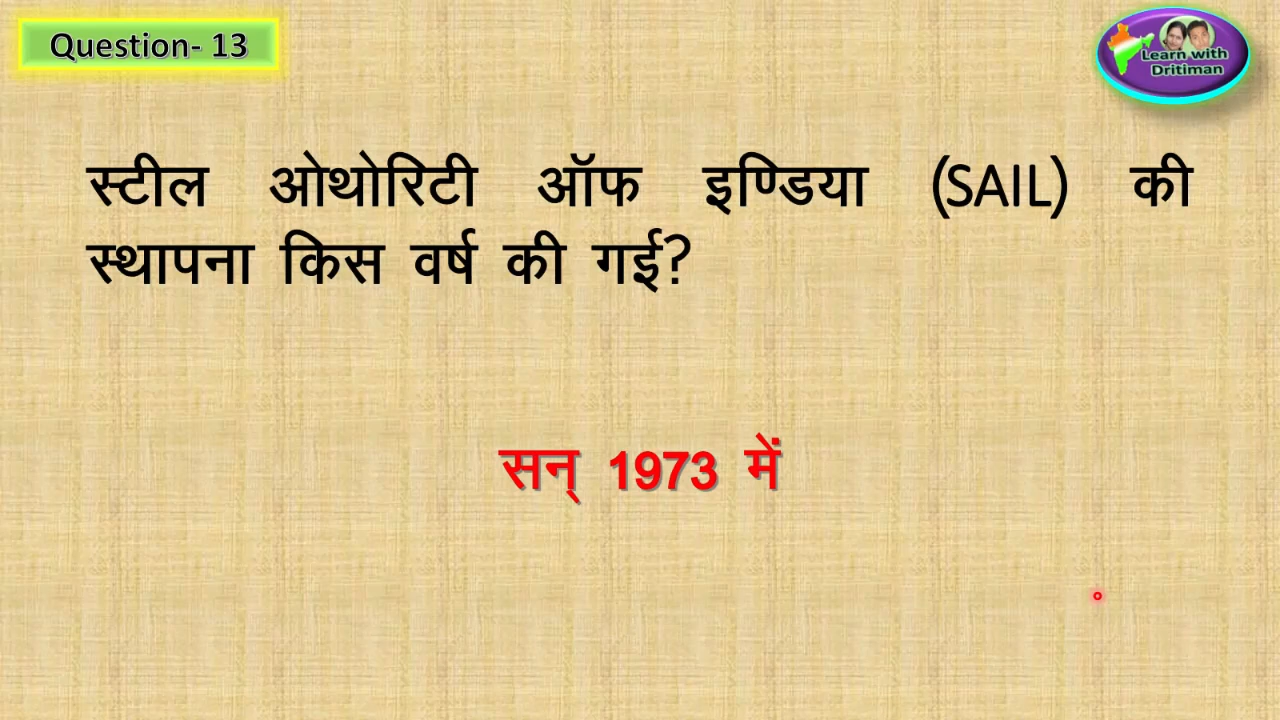 Question- 13
Learn with
Dritiman
स्टील ओथोरिटी ऑफ इण्डिया (SAIL) की
स्थापना किस वर्ष की गई?
सन् 1973 में